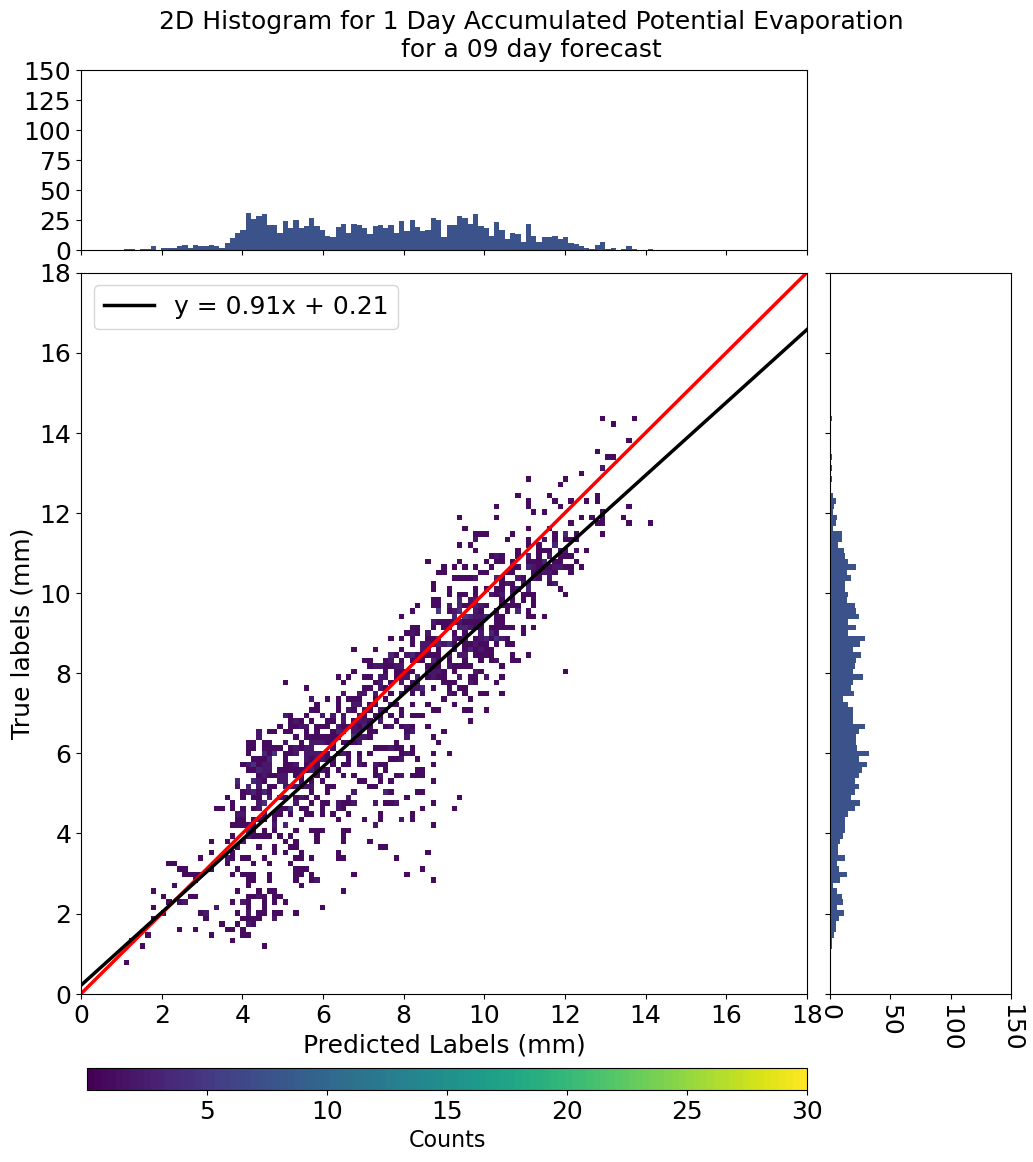 2D Histogram for 1 Day Accumulated Potential Evaporation
for a 09 day forecast
150
125
100
75
50
25
0
18
16
14
12
10
8
6
4
2
0
True labels (mm)
y = 0.91x + 0.21
0 2 4 6 8 10 12 14 16 18
Predicted Labels (mm)
0 50 100 150
5 10 15 20 25 30
Counts